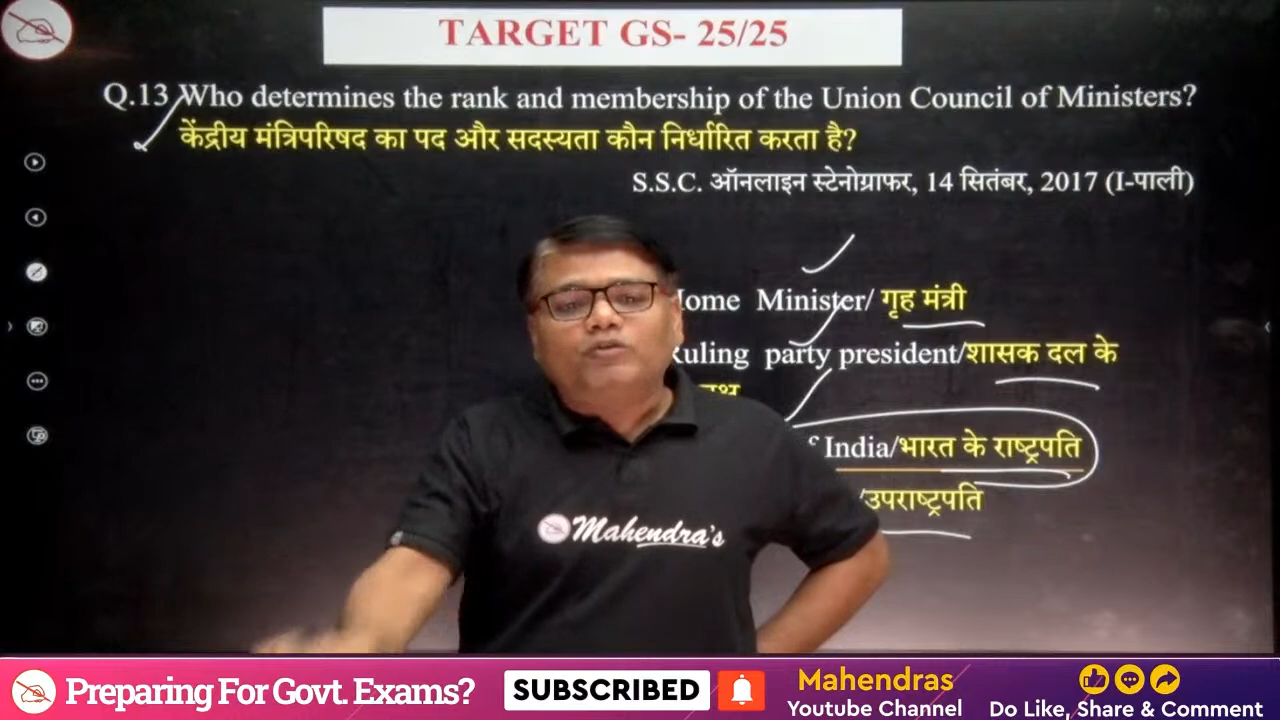 TARGET GS- 25/25
Q.13 Who determines the rank and membership of the Union Council of Ministers?
केंद्रीय मंत्रिपरिषद का पद और सदस्यता कौन निर्धारित करता है?
S.S.C. ऑनलाइन स्टेनोग्राफर, 14 सितंबर, 2017 (I-पाली)
Home Minister/ गृह मंत्री
Ruling party president/शासक दल के
India/भारत के राष्ट्रपति
/उपराष्ट्रपति
Mahendra's
Preparing For Govt. Exams?
SUBSCRIBED
Mahendras
Youtube Channel
Do Like, Share & Comment